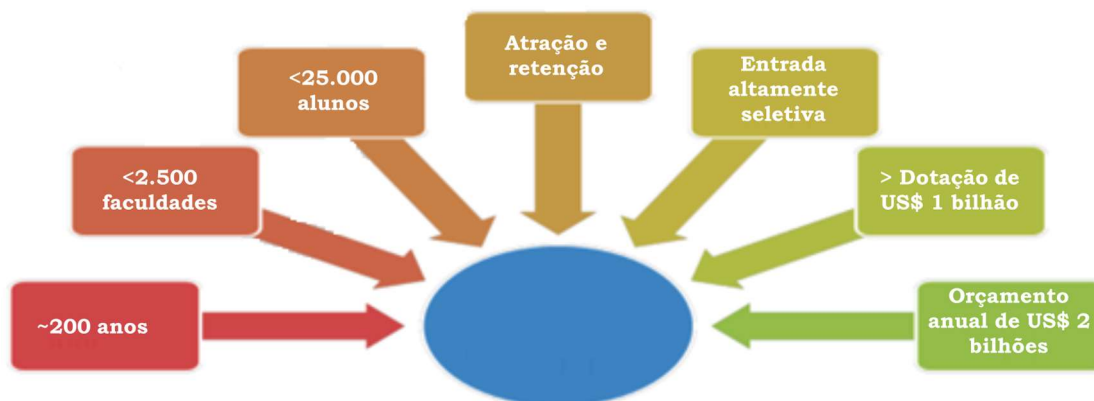 Atração e
retenção
<25.000
alunos
Entrada
altamente
seletiva
<2.500
faculdades
> Dotação de
US$ 1 bilhão
~200 anos
Orçamento
anual de US$ 2
bilhões